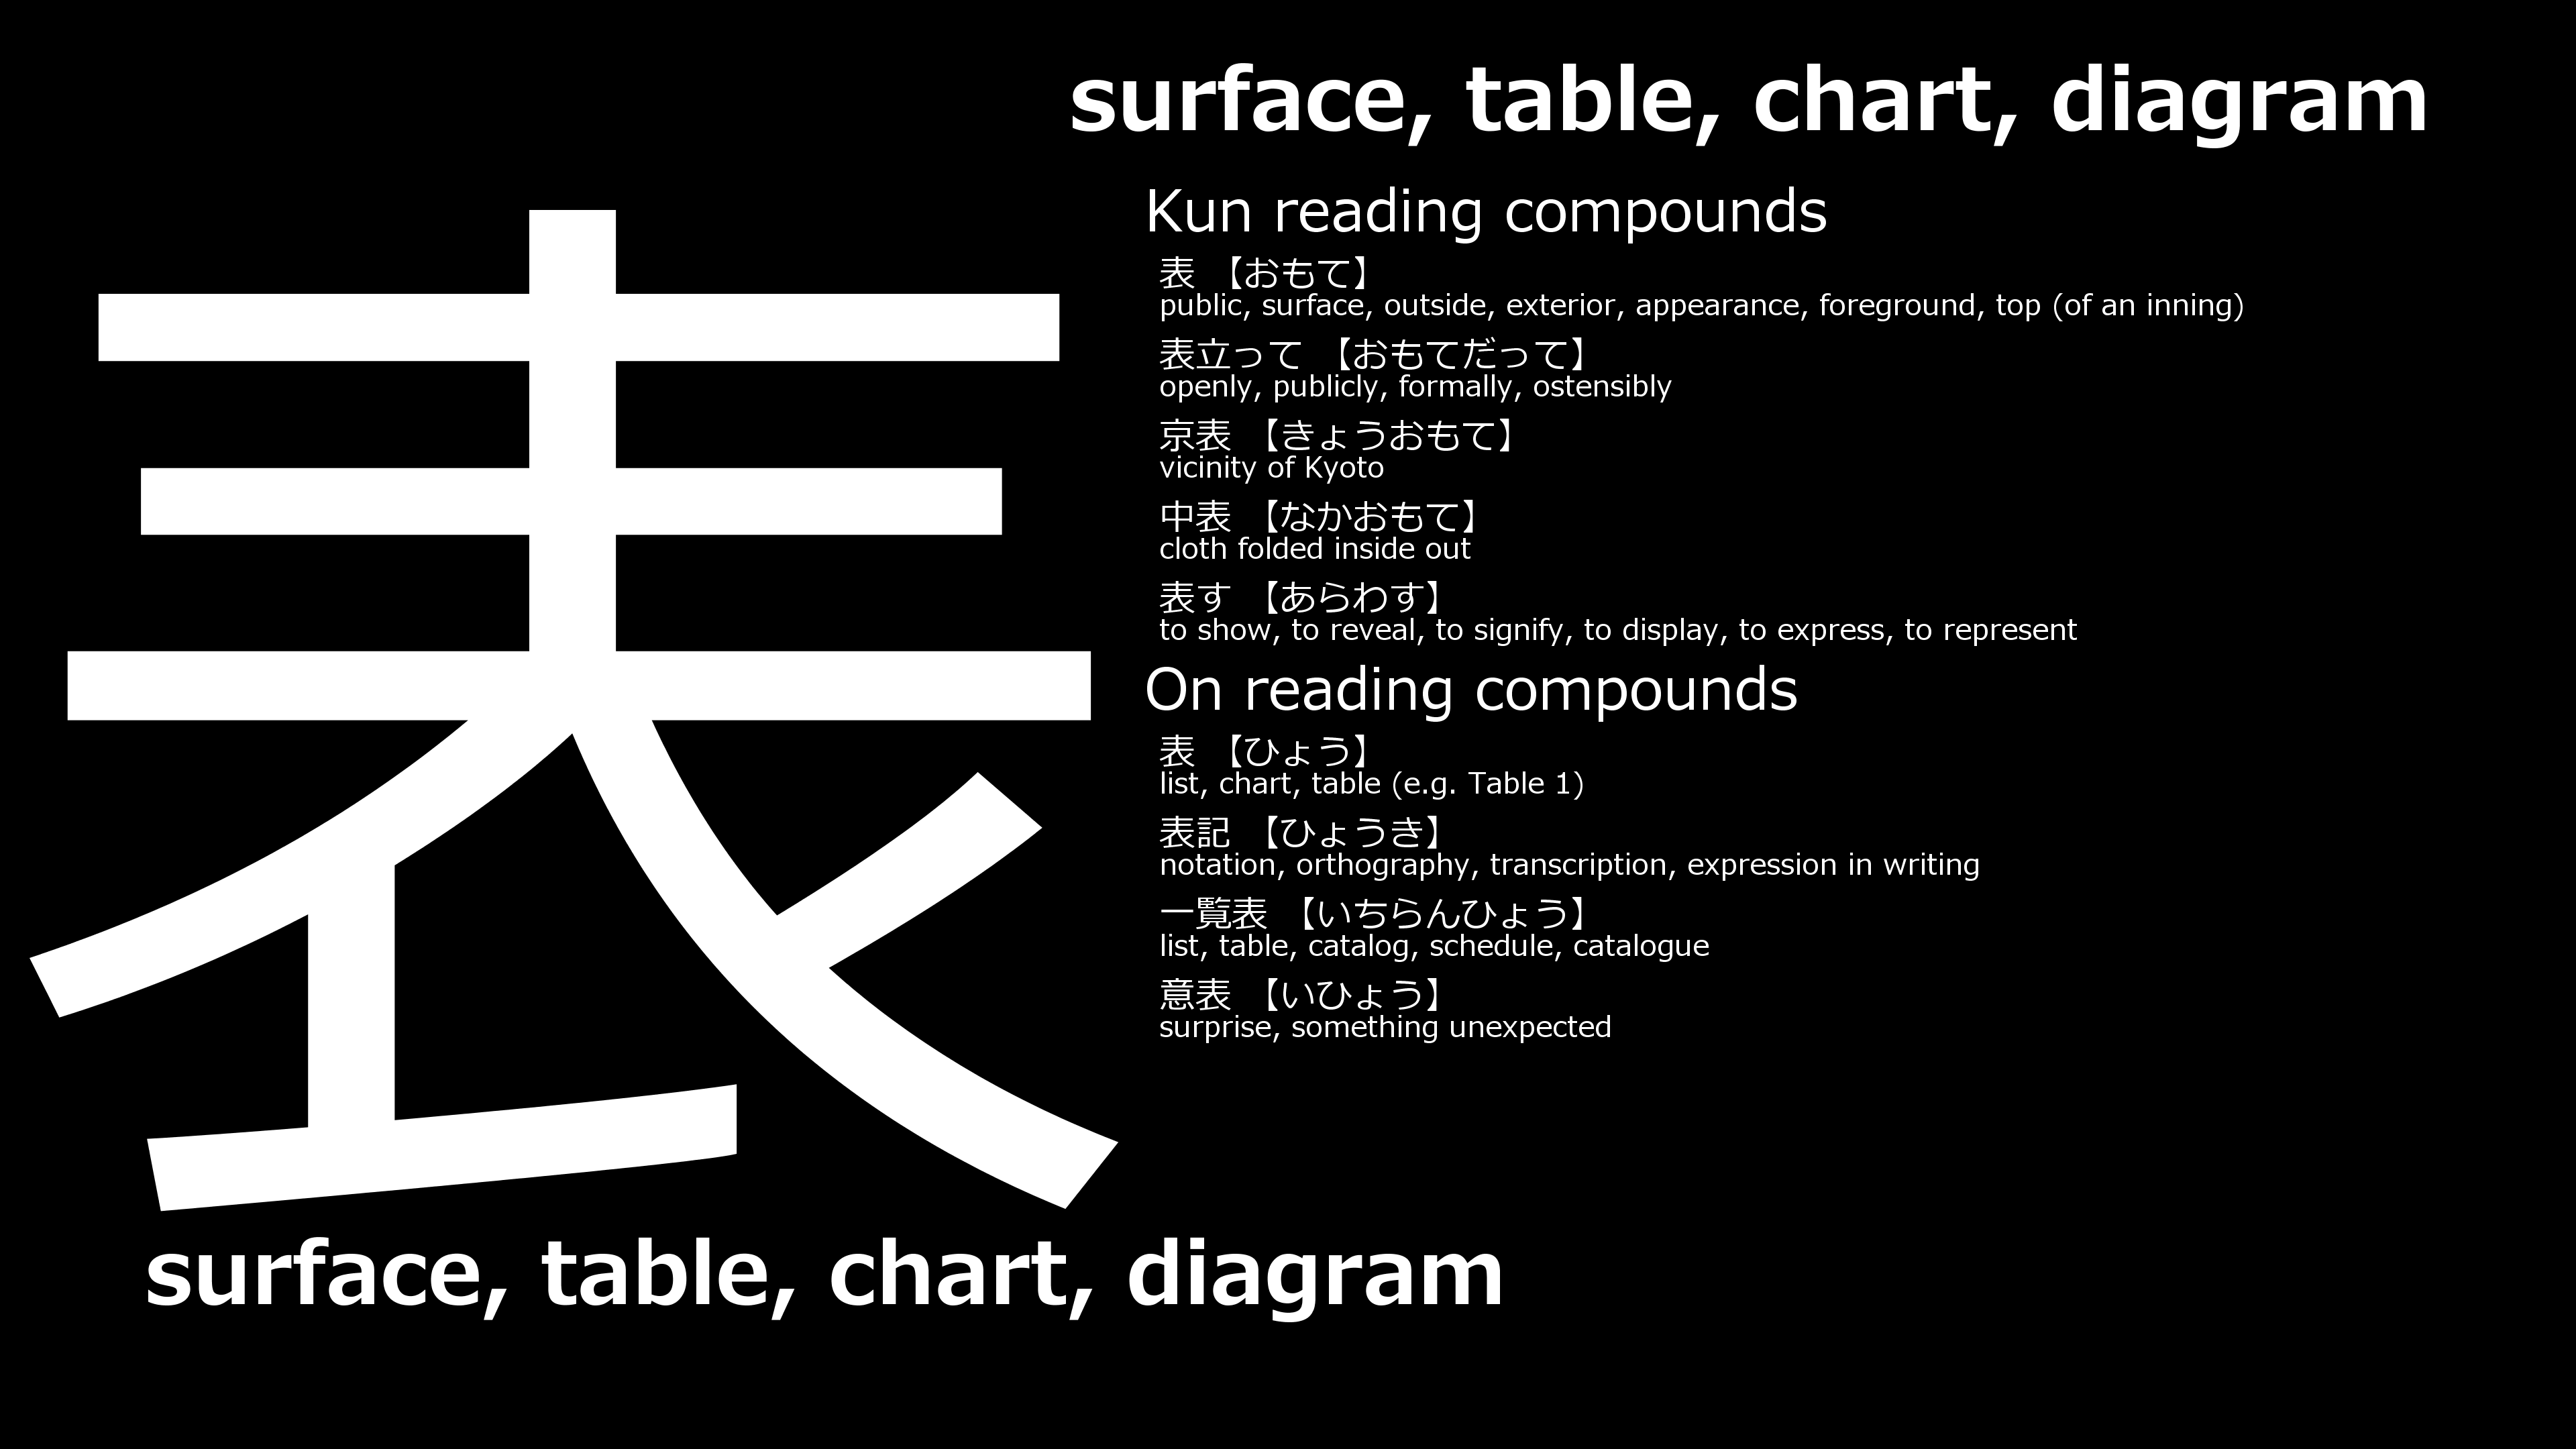 surface, table, chart, diagram
表
Kun reading compounds
表 【おもて】
public, surface, outside, exterior, appearance, foreground, top (of an inning)
表立って 【おもてだって】
openly, publicly, formally, ostensibly
京表 【きょうおもて】
vicinity of Kyoto
中表 【なかおもて】
cloth folded inside out
表す 【あらわす】
to show, to reveal, to signify, to display, to express, to represent
On reading compounds
表 【ひょう】
list, chart, table (e.g. Table 1)
表記 【ひょうき】
notation, orthography, transcription, expression in writing
一覧表 【いちらんひょう】
list, table, catalog, schedule, catalogue
意表 【いひょう】
surprise, something unexpected
surface, table, chart, diagram